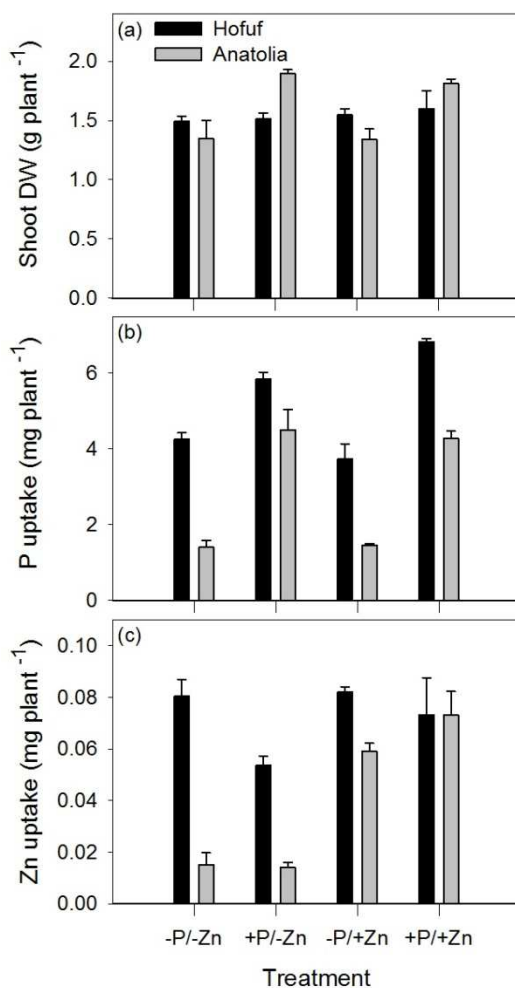 (a)
Hofuf
Anatolia
Shoot DW (g plant ⁻¹)
2.0
1.5
1.0
0.5
0.0
(b)
P uptake (mg plant ⁻¹)
6
4
2
0
(c)
Zn uptake (mg plant ⁻¹)
0.10
0.08
0.06
0.04
0.02
0.00
-P/-Zn +P/-Zn -P/+Zn +P/+Zn
Treatment